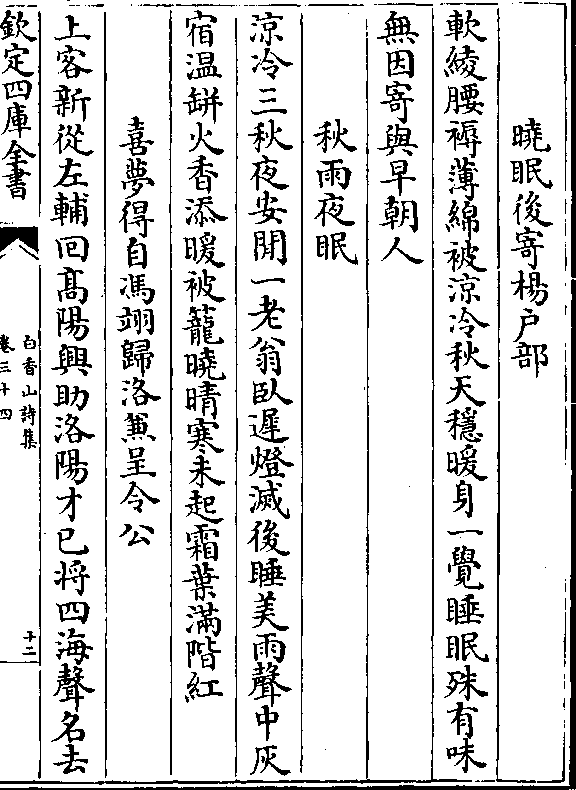 曉眠後寄楊户部
軟綾腰褥薄綿被涼冷秋天穩暖身一覺睡眠殊有味
無因寄與早朝人
秋雨夜眠
涼冷三秋夜安閒一老翁臥遲燈滅後睡美雨聲中灰
宿温缾火香添暖被籠曉晴寒未起霜葉滿階紅
喜夢得自馮翊歸洛兼呈令公
上客新從左輔囘髙陽興助洛陽才已将四海聲名去
欽定四庫全書
白香山詩集
卷三十四
十二